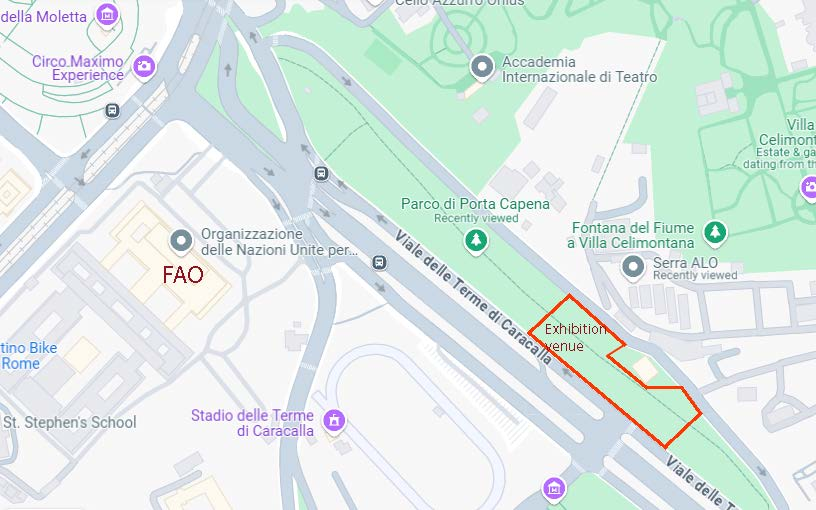 Celio Azzurro Onlus
della Moletta
Circo Maximo
Experience
Accademia
Internazionale di Teatro
Villa
Celimont
Estate & ga
dating from th
Parco di Porta Capena
Recently viewed
Fontana del Fiume
a Villa Celimontana
Serra ALO
Recently viewed
Organizzazione
delle Nazioni Unite per...
FAO
Viale delle Terme di Caracalla
Exhibition
venue
tino Bike
Rome
St. Stephen's School
Stadio delle Terme
di Caracalla
Viale delle T